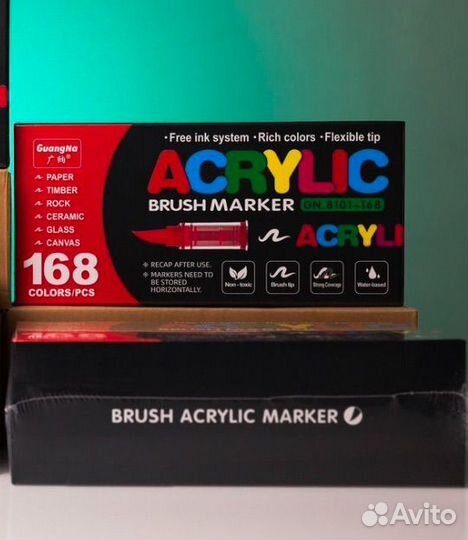 ·Free ink system ·Rich colors ·Flexible tip
GuangNa
广纳®
ACRYLIC
BRUSH MARKER
GN.8101-168
PAPER
TIMBER
ROCK
CERAMIC
GLASS
CANVAS
ACRYLI
168
COLORS/PCS
※ RECAP AFTER USE.
※ MARKERS NEED TO
BE STORED
HORIZONTALLY.
Non-toxic
Brush tip
Strong Coverage
Water-based
BRUSH ACRYLIC MARKER
Avito